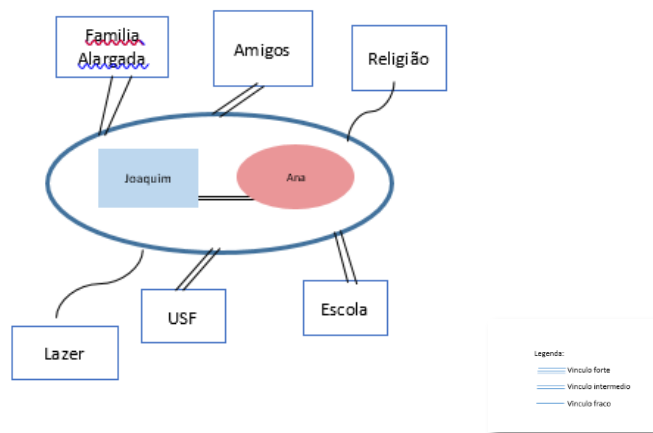 Familia
Alargada
Amigos
Religião
Joaquim
Ana
USF
Escola
Lazer
Legenda:
Vinculo forte
Vinculo intermedio
Vinculo fraco